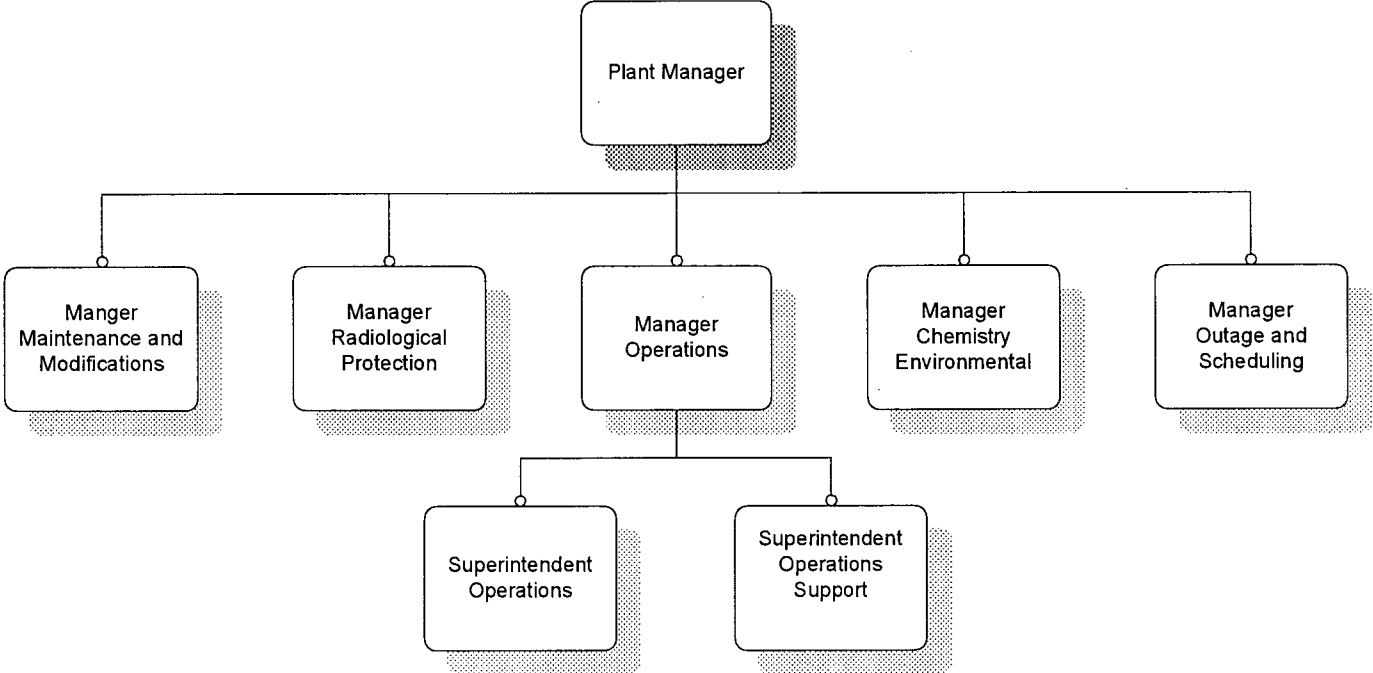 Plant Manager
Manger
Maintenance and
Modifications
Manager
Radiological
Protection
Manager
Operations
Manager
Chemistry
Environmental
Manager
Outage and
Scheduling
Superintendent
Operations
Superintendent
Operations
Support